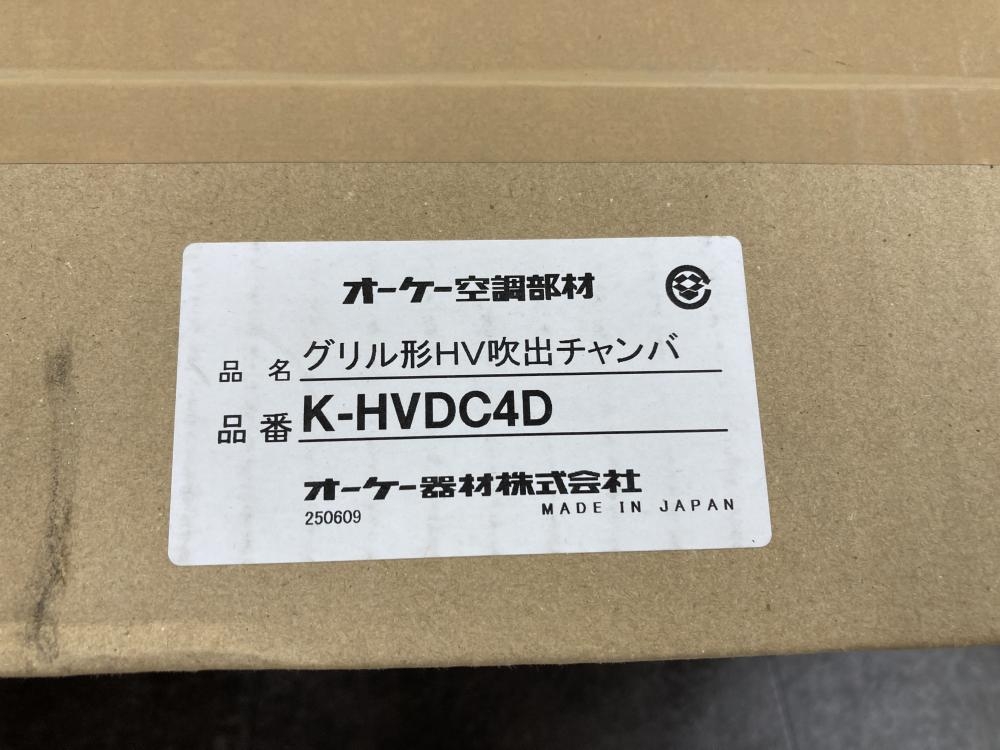 オーケー空調部材
品名 グリル形HV吹出チャンバ
品番 K-HVDC4D
オーケー器材株式会社
250609 MADE IN JAPAN